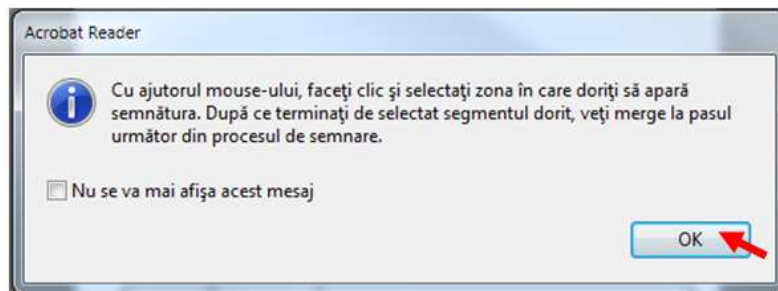 Acrobat Reader
Cu ajutorul mouse-ului, faceţi clic şi selectaţi zona în care doriţi să apară
semnătura. După ce terminaţi de selectat segmentul dorit, veţi merge la pasul
următor din procesul de semnare.
Nu se va mai afişa acest mesaj
OK